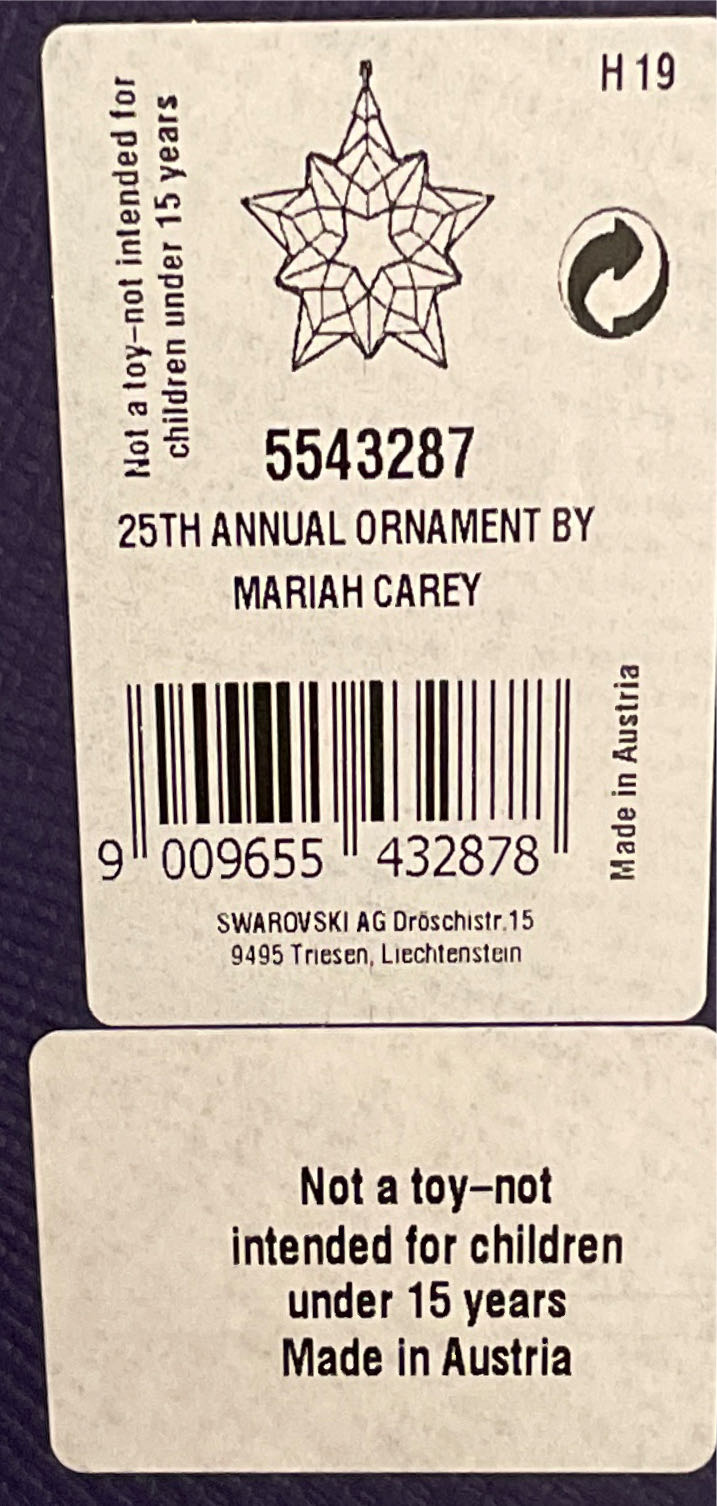 H 19
Not a toy–not intended for
children under 15 years
5543287
25TH ANNUAL ORNAMENT BY
MARIAH CAREY
9 009655 432878
Made in Austria
SWAROVSKI AG Dröschistr.15
9495 Triesen, Liechtenstein
Not a toy–not
intended for children
under 15 years
Made in Austria